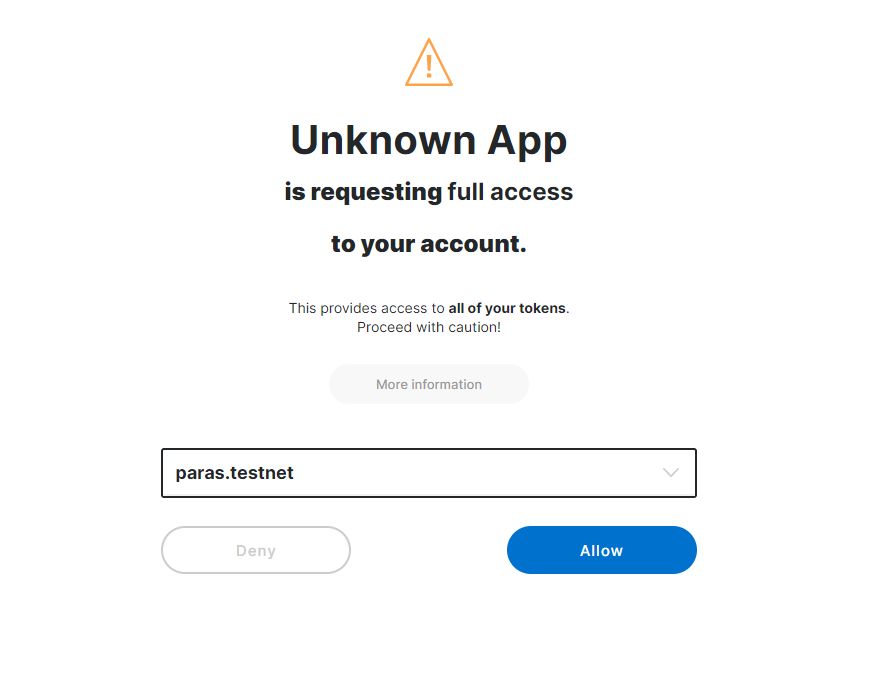 Unknown App
is requesting full access
to your account.
This provides access to all of your tokens.
Proceed with caution!
More information
paras.testnet
Deny
Allow